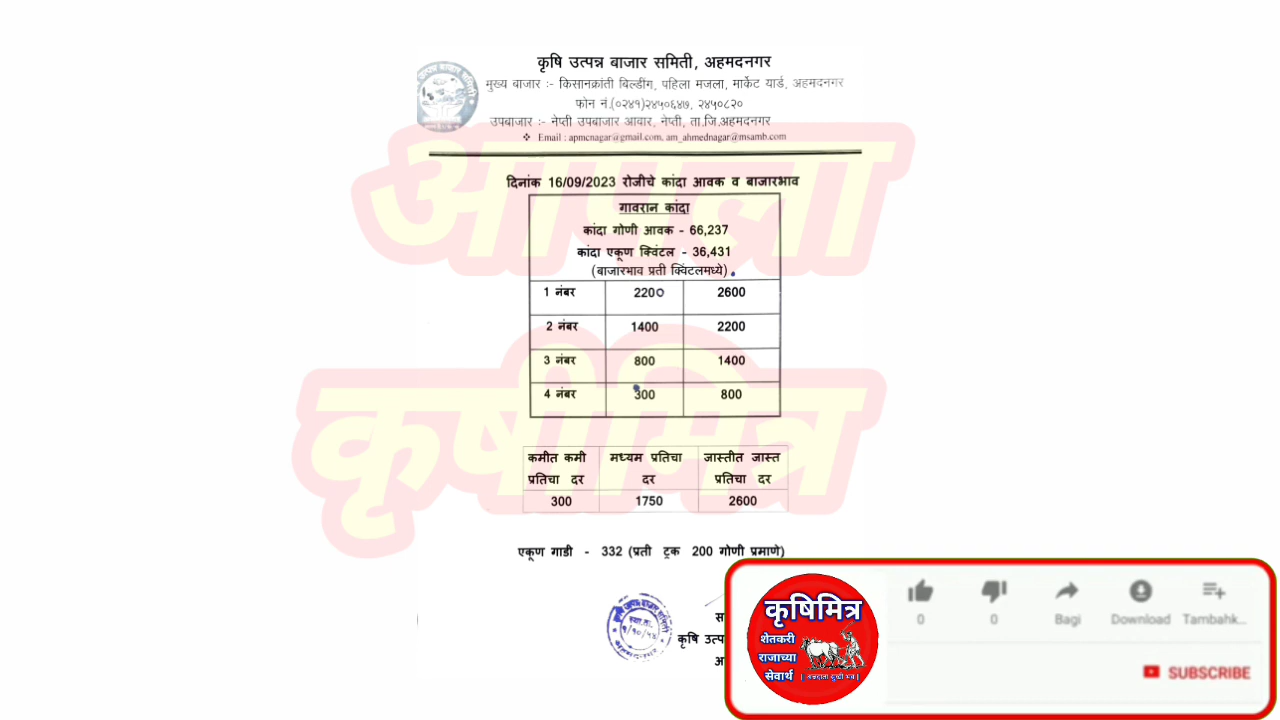 कृषि उत्पन्न बाजार समिती, अहमदनगर
मुख्य बाजार :- किसानक्रांती बिल्डींग, पहिला मजला, मार्केट यार्ड, अहमदनगर
फोन नं.(०२४१)२४५०६४७, २४५०८२०
उपबाजार :- नेप्ती उपबाजार आवार, नेप्ती, ता.जि.अहमदनगर
❖ Email : apmcnagar@gmail.com, am_ahmednagar@msamb.com
दिनांक 16/09/2023 रोजीचे कांदा आवक व बाजारभाव
गावरान कांदा
कांदा गोणी आवक - 66,237
कांदा एकूण क्विंटल - 36,431
(बाजारभाव प्रती क्विंटलमध्ये)
1 नंबर 2200 2600
2 नंबर 1400 2200
3 नंबर 800 1400
4 नंबर 300 800
कमीत कमी प्रतिचा दर मध्यम प्रतिचा दर जास्तीत जास्त प्रतिचा दर
300 1750 2600
एकूण गाडी - 332 (प्रती ट्रक 200 गोणी प्रमाणे)
कृषि उत्प
आपला
कृषीमित्र
कृषिमित्र
शेतकरी
राजाच्या
सेवार्थ
0 0 Bagi Download Tambahk...
SUBSCRIBE